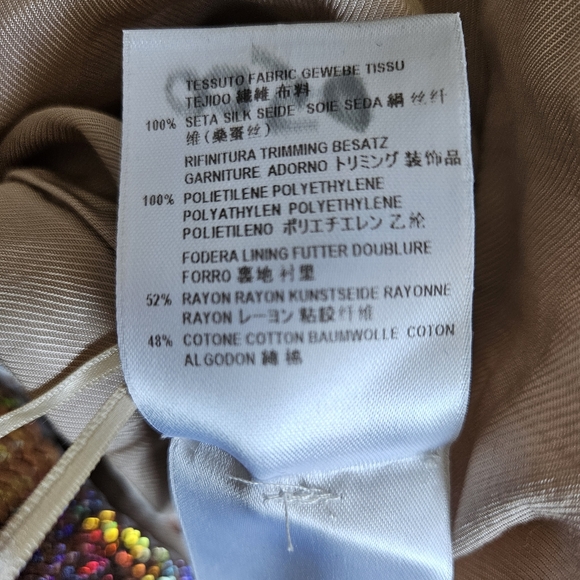 TESSUTO FABRIC GEWEBE TISSU
TEJIDO 繊維 布料
100% SETA SILK SEIDE SOIE SEDA 絹 丝纤
维(桑蚕丝)
RIFINITURA TRIMMING BESATZ
GARNITURE ADORNO トリミング 装饰品
100% POLIETILENE POLYETHYLENE
POLYATHYLEN POLYETHYLENE
POLIETILENO ポリエチエレン 乙纶
FODERA LINING FUTTER DOUBLURE
FORRO 裏地 衬里
52% RAYON RAYON KUNSTSEIDE RAYONNE
RAYON レーヨン 粘胶纤维
48% COTONE COTTON BAUMWOLLE COTON
ALGODON 綿 棉